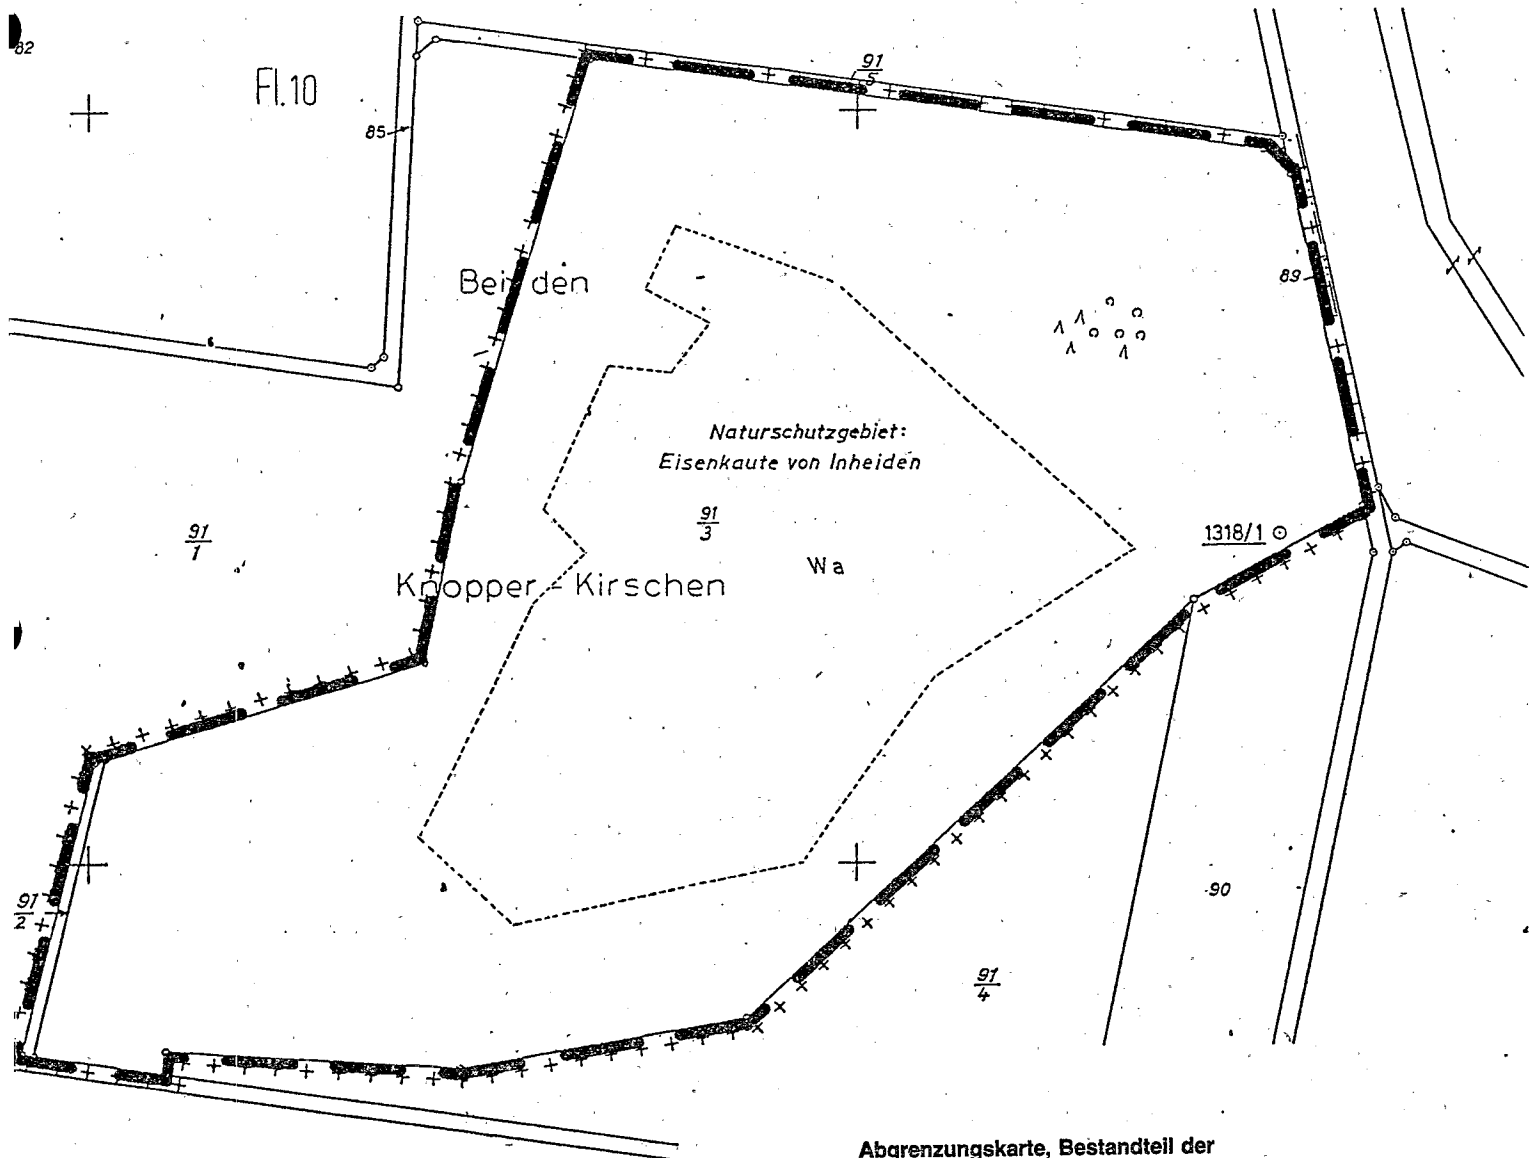 82
Fl.10
91
5
85
Bei den
89
Naturschutzgebiet:
Eisenkaute von Inheiden
91
3
1318/1
91
1
Wa
Knopper - Kirschen
91
2
90
91
4
Abgrenzungskarte, Bestandteil der